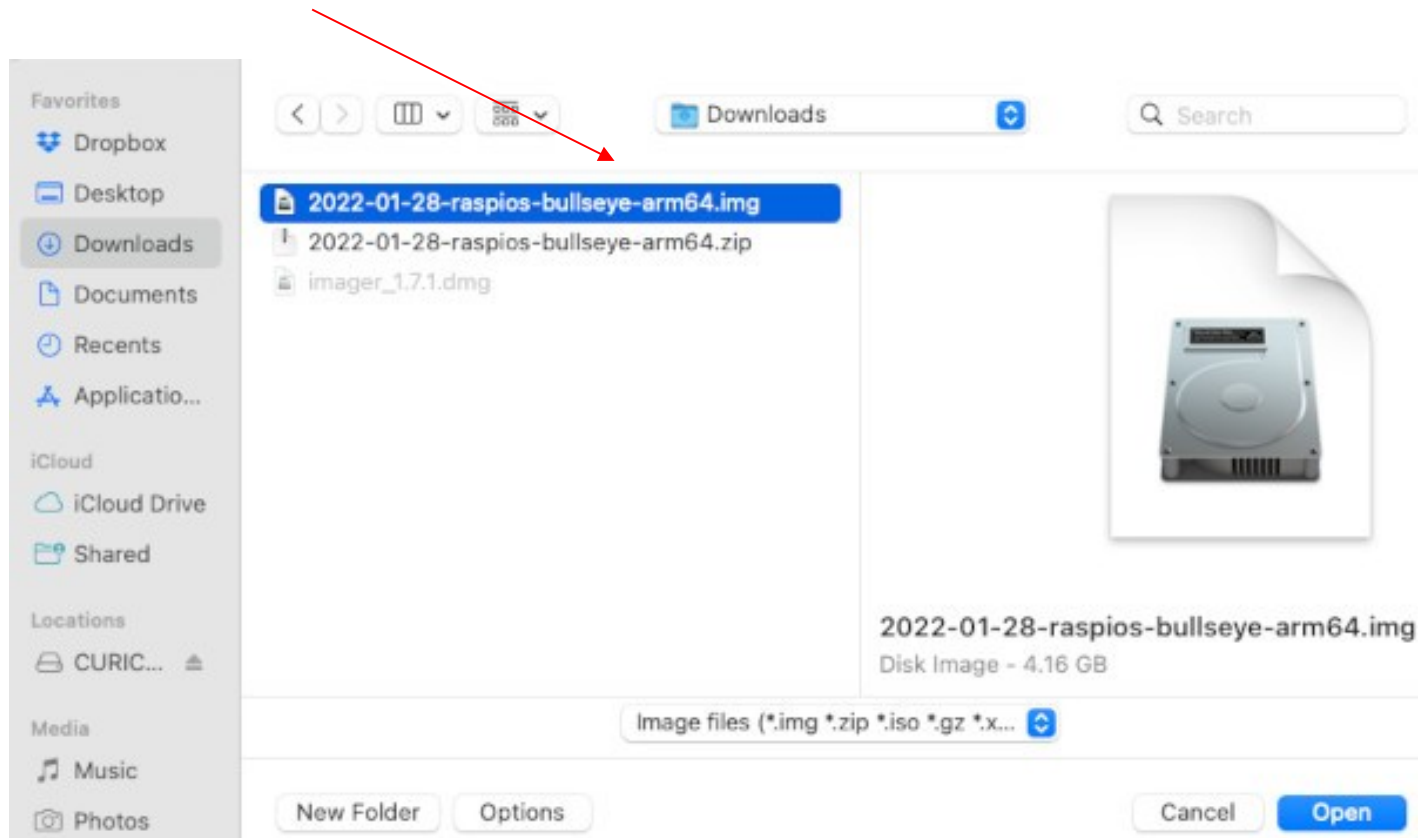 Favorites
Dropbox
Desktop
Downloads
Documents
Recents
Applicatio...
iCloud
iCloud Drive
Shared
Locations
CURIC...
Media
Music
Photos
Downloads
Search
2022-01-28-raspios-bullseye-arm64.img
2022-01-28-raspios-bullseye-arm64.zip
imager_1.7.1.dmg
2022-01-28-raspios-bullseye-arm64.img
Disk Image - 4.16 GB
Image files (*.img *.zip *.iso *.gz *.x...
New Folder
Options
Cancel
Open